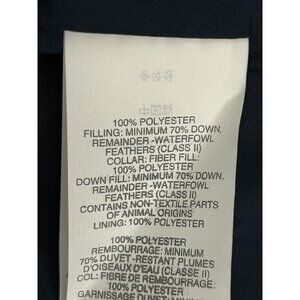 100% POLYESTER
FILLING: MINIMUM 70% DOWN,
REMAINDER -WATERFOWL
FEATHERS (CLASS II)
COLLAR: FIBER FILL:
100% POLYESTER
DOWN FILL: MINIMUM 70% DOWN,
REMAINDER -WATERFOWL
FEATHERS (CLASS II)
CONTAINS NON-TEXTILE PARTS
OF ANIMAL ORIGINS
LINING: 100% POLYESTER
100% POLYESTER
REMBOURRAGE: MINIMUM
70% DUVET -RESTANT PLUMES
D'OISEAUX D'EAU (CLASSE II)
COL: FIBRE DE REMBOURRAGE:
100% POLYESTER
GARNISSAGE DUVET: MINIMUM